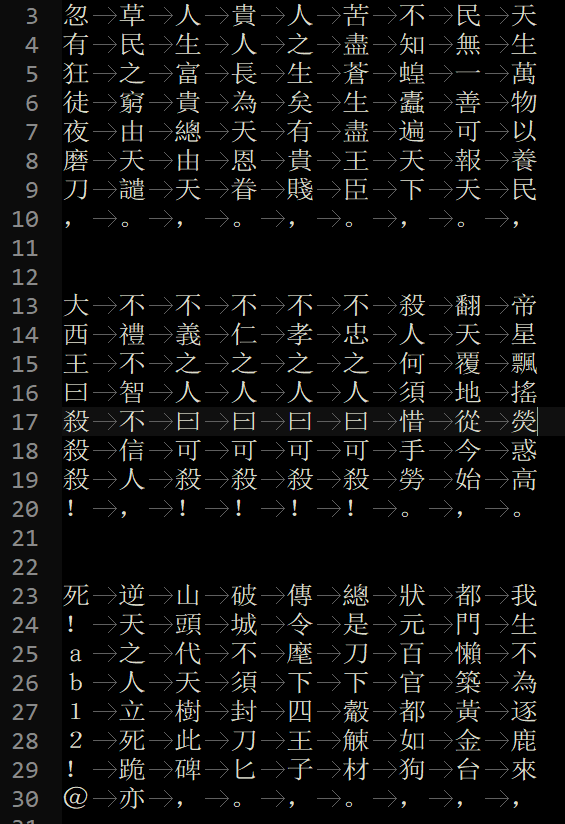 3
4
5
6
7
8
9
10
11
12
13
14
15
16
17
18
19
20
21
22
23
24
25
26
27
28
29
30
天生萬物以養民，
民無一善可報天。
不知蝗蠹遍天下，
苦盡蒼生盡王臣。
人之生矣有貴賤，
貴人長為天恩眷。
人生富貴總由天，
草民之窮由天譴。
忽有狂徒夜磨刀，
帝星飄搖熒惑高。
翻天覆地從今始，
殺人何須惜手勞。
不忠之人曰可殺！
不孝之人曰可殺！
不仁之人曰可殺！
不義之人曰可殺！
不禮不智不信人，
大西王曰殺殺殺！
我生不為逐鹿來，
都門懶築黃金台，
狀元百官都如狗，
總是刀下觳觫材。
傳令麾下四王子，
破城不須封刀匕。
山頭代天樹此碑，
逆天之人立死跪亦
死！ａｂ１２！＠